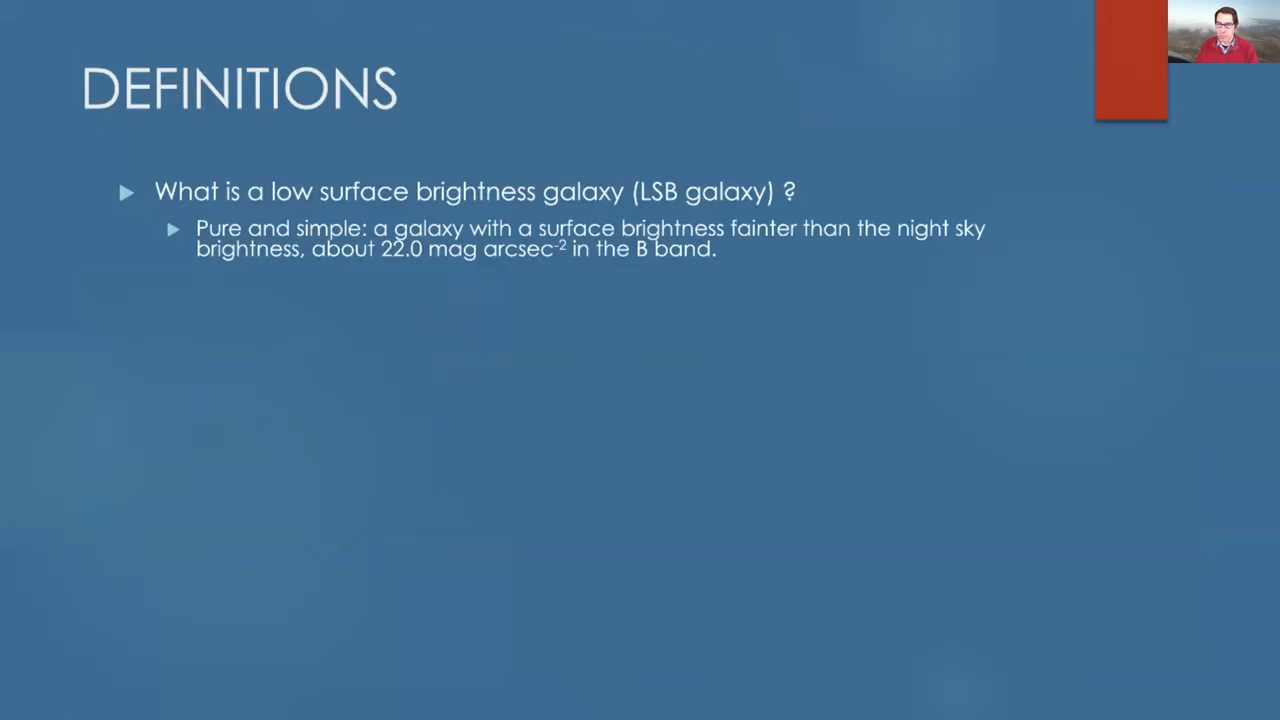 DEFINITIONS
What is a low surface brightness galaxy (LSB galaxy) ?
Pure and simple: a galaxy with a surface brightness fainter than the night sky
brightness, about 22.0 mag arcsec⁻² in the B band.